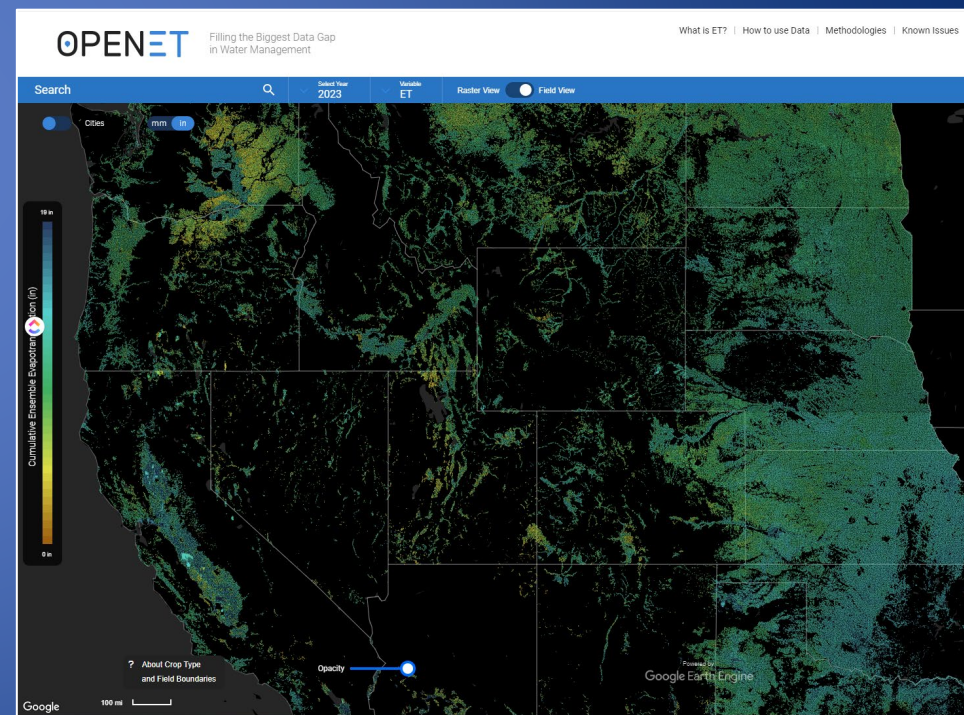 OPENET
Filling the Biggest Data Gap
in Water Management
What is ET? | How to use Data | Methodologies | Known Issues
Search
Select Year
2023
Variable
ET
Raster View
Field View
Cities
mm in
19 in
Cumulative Ensemble
(in)
0 in
? About Crop Type
and Field Boundaries
Opacity
Powered by
Google Earth Engine
Google
100 mi